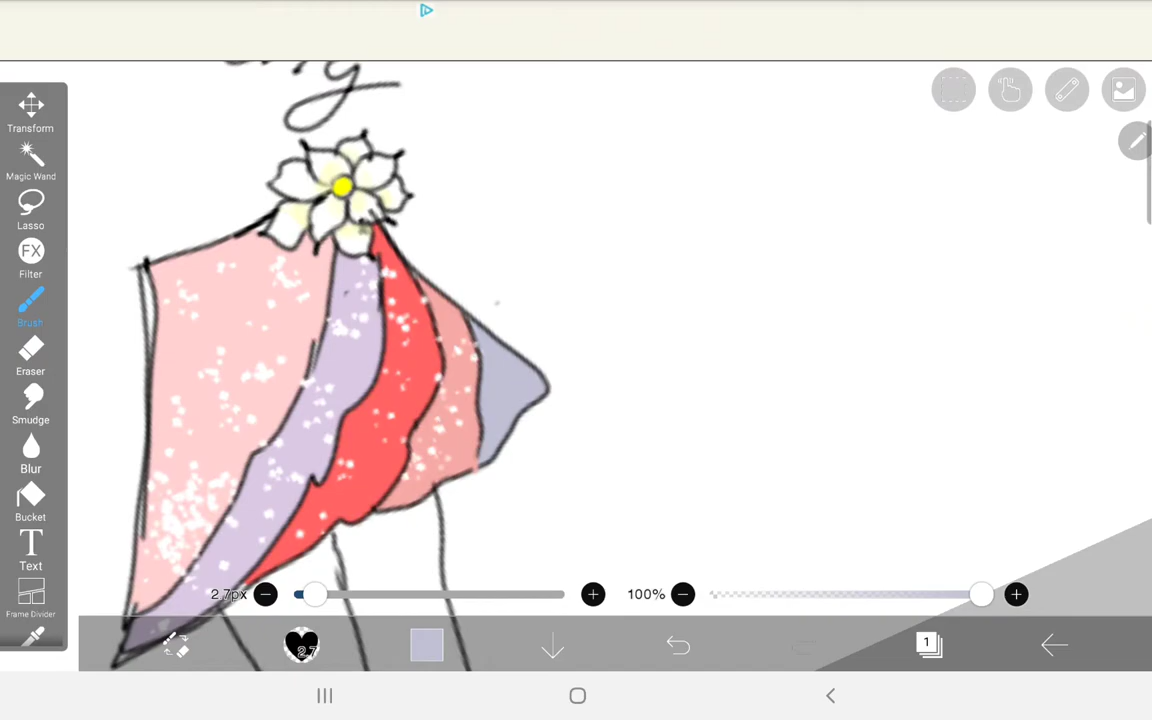 Transform
Magic Wand
Lasso
FX
Filter
Brush
Eraser
Smudge
Blur
Bucket
T
Text
Frame Divider
2.7px
100%
2.7
1